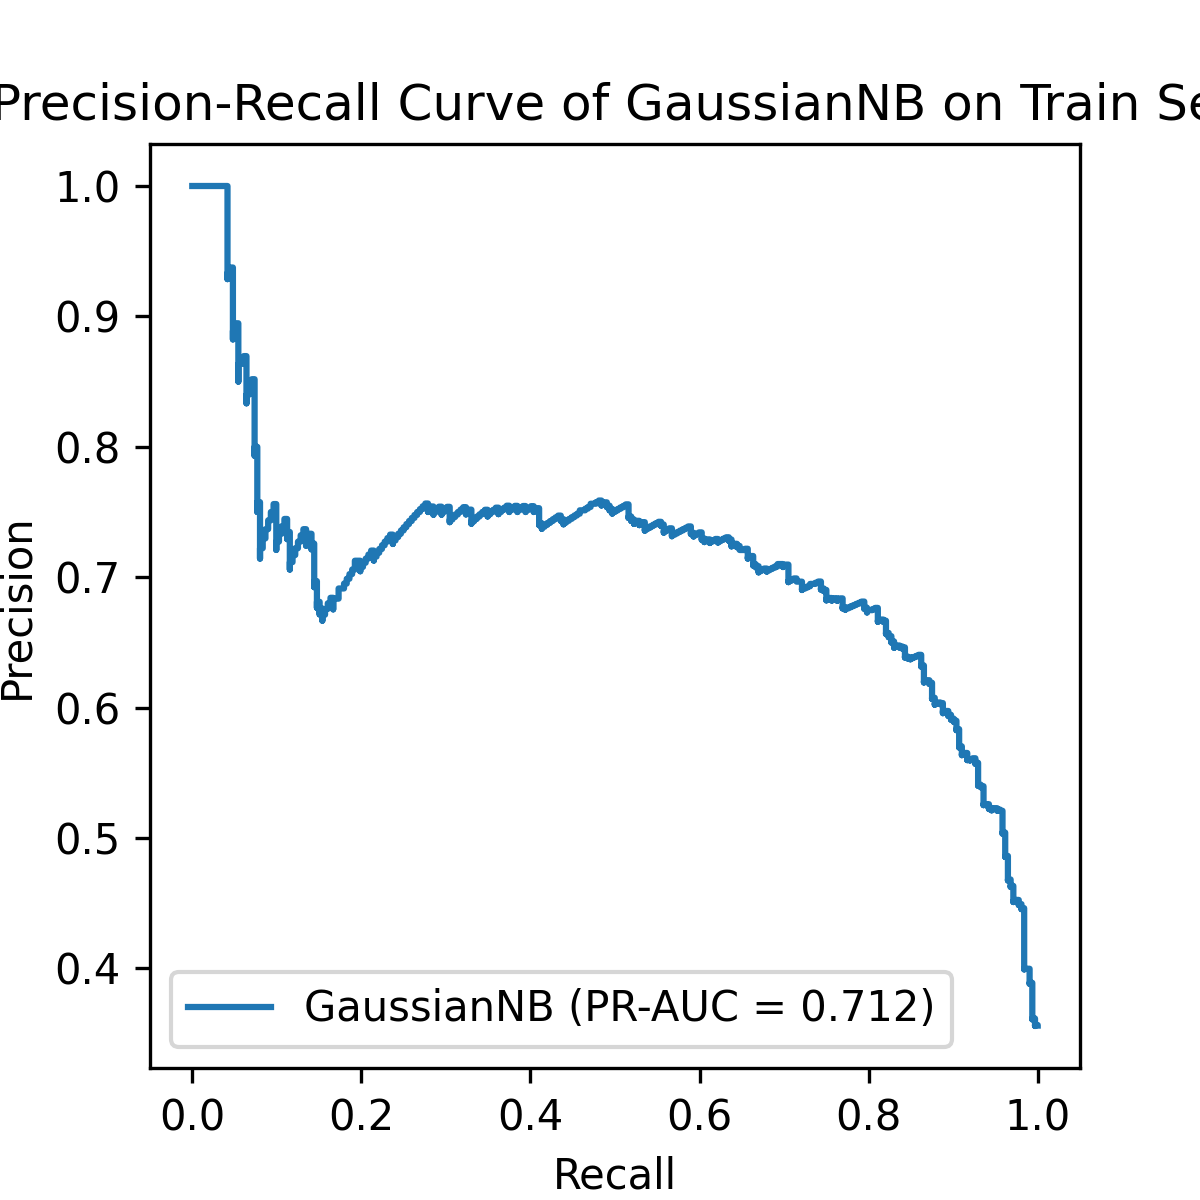 Precision-Recall Curve of GaussianNB on Train Se
1.0
0.9
0.8
0.7
0.6
0.5
0.4
Precision
GaussianNB (PR-AUC = 0.712)
0.0 0.2 0.4 0.6 0.8 1.0
Recall